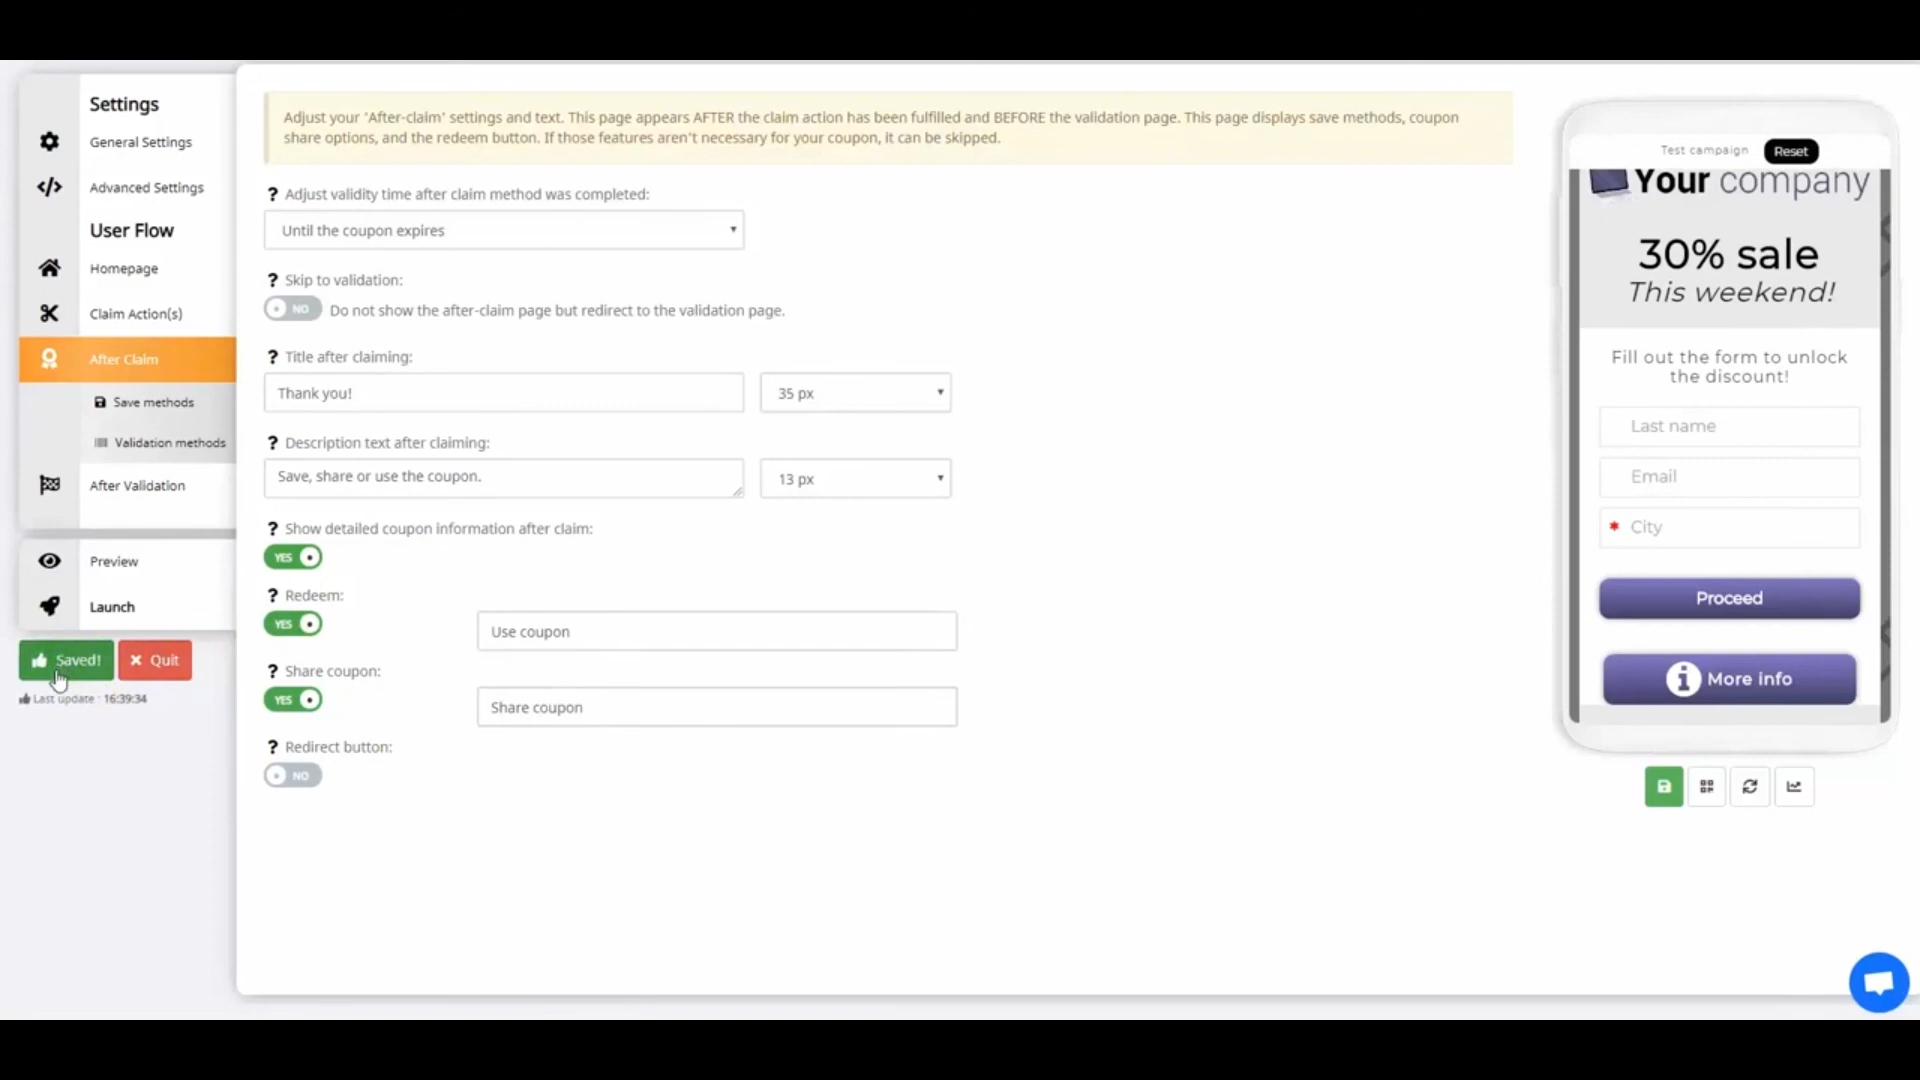 Settings
General Settings
Advanced Settings
User Flow
Homepage
Claim Action(s)
After Claim
Save methods
Validation methods
After Validation
Preview
Launch
Saved!
Quit
Last update : 16:39:34
Adjust your 'After-claim' settings and text. This page appears AFTER the claim action has been fulfilled and BEFORE the validation page. This page displays save methods, coupon
share options, and the redeem button. If those features aren't necessary for your coupon, it can be skipped.
? Adjust validity time after claim method was completed:
Until the coupon expires
? Skip to validation:
NO Do not show the after-claim page but redirect to the validation page.
? Title after claiming:
Thank you! 35 px
? Description text after claiming:
Save, share or use the coupon. 13 px
? Show detailed coupon information after claim:
YES
? Redeem:
YES Use coupon
? Share coupon:
YES Share coupon
? Redirect button:
NO
Test campaign Reset
Your company
30% sale
This weekend!
Fill out the form to unlock
the discount!
Last name
Email
* City
Proceed
More info